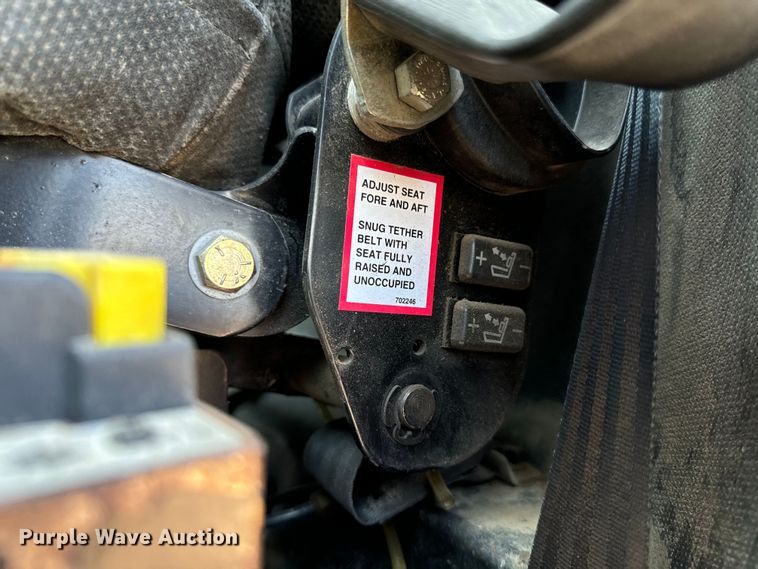 ADJUST SEAT
FORE AND AFT
SNUG TETHER
BELT WITH
SEAT FULLY
RAISED AND
UNOCCUPIED
702246
+
+ -
Purple Wave Auction